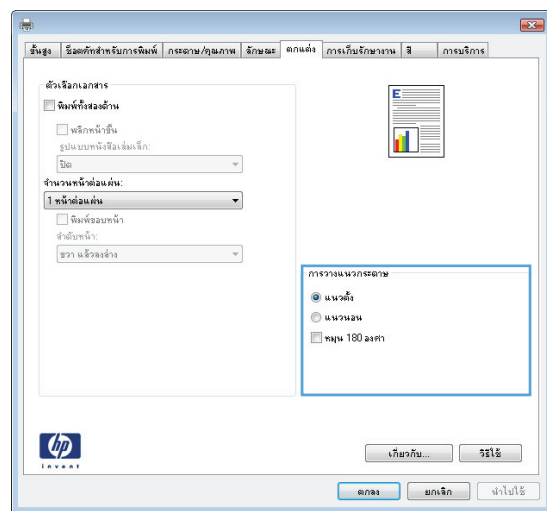 ขั้นสูง
ช็อตคัทสำหรับการพิมพ์
กระดาษ/คุณภาพ
ลักษณะ
ตกแต่ง
การเก็บรักษางาน
สี
การบริการ
ตัวเลือกเอกสาร
พิมพ์ทั้งสองด้าน
พลิกหน้าขึ้น
รูปแบบหนังสือเล่มเล็ก:
ปิด
จำนวนหน้าต่อแผ่น:
1 หน้าต่อแผ่น
พิมพ์ขอบหน้า
ลำดับหน้า:
ขวา แล้วลงล่าง
E
การวางแนวกระดาษ
แนวตั้ง
แนวนอน
หมุน 180 องศา
hp
invent
เกี่ยวกับ...
วิธีใช้
ตกลง
ยกเลิก
นำไปใช้